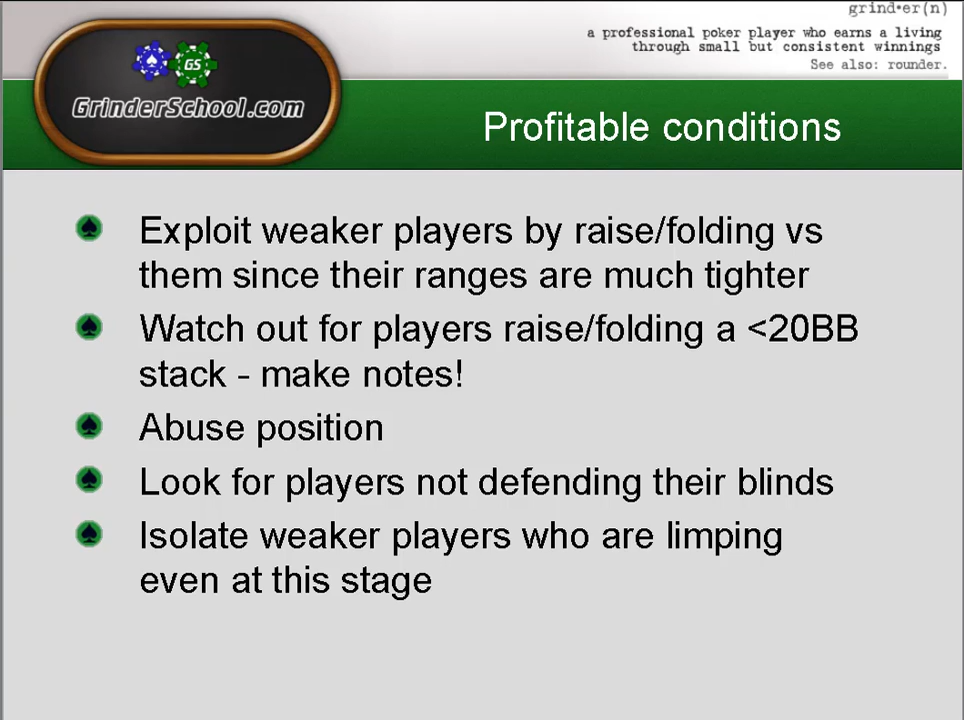 grind•er(n)
a professional poker player who earns a living
through small but consistent winnings
See also: rounder.
GS
GrinderSchool.com
Profitable conditions
Exploit weaker players by raise/folding vs
them since their ranges are much tighter
Watch out for players raise/folding a <20BB
stack - make notes!
Abuse position
Look for players not defending their blinds
Isolate weaker players who are limping
even at this stage